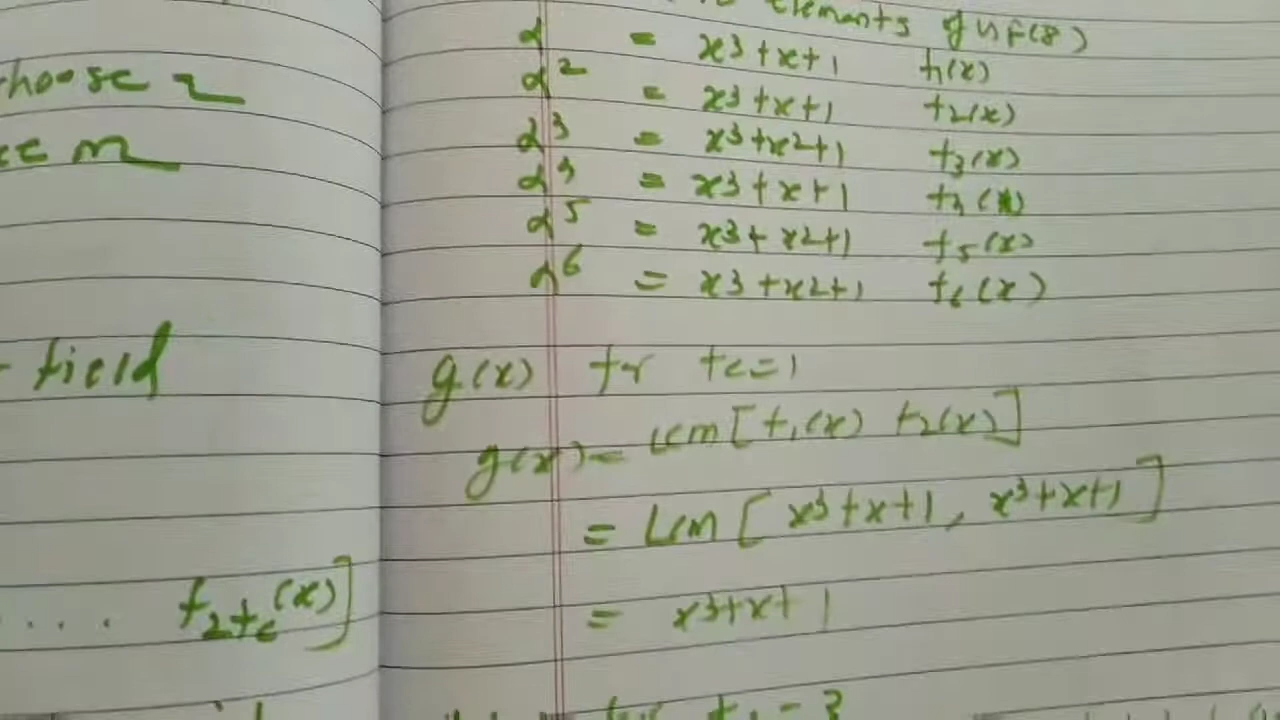 hoose r
m
field
.... f2tc(x)]
elements of GF(8)
α = x3+x+1 f1(x)
α2 = x3+x+1 f2(x)
α3 = x3+x2+1 f3(x)
α4 = x3+x+1 f4(x)
α5 = x3+x2+1 f5(x)
α6 = x3+x2+1 f6(x)
g(x) for tc=1
g(x)= LCM[f1(x) f2(x)]
= LCM[x3+x+1, x3+x+1]
= x3+x+1